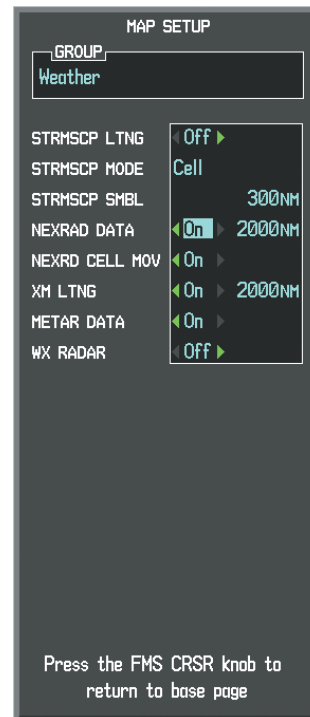 MAP SETUP
GROUP
Weather
STRMSCP LTNG Off
STRMSCP MODE Cell
STRMSCP SMBL 300NM
NEXRAD DATA On 2000NM
NEXRD CELL MOV On
XM LTNG On 2000NM
METAR DATA On
WX RADAR Off
Press the FMS CRSR knob to
return to base page